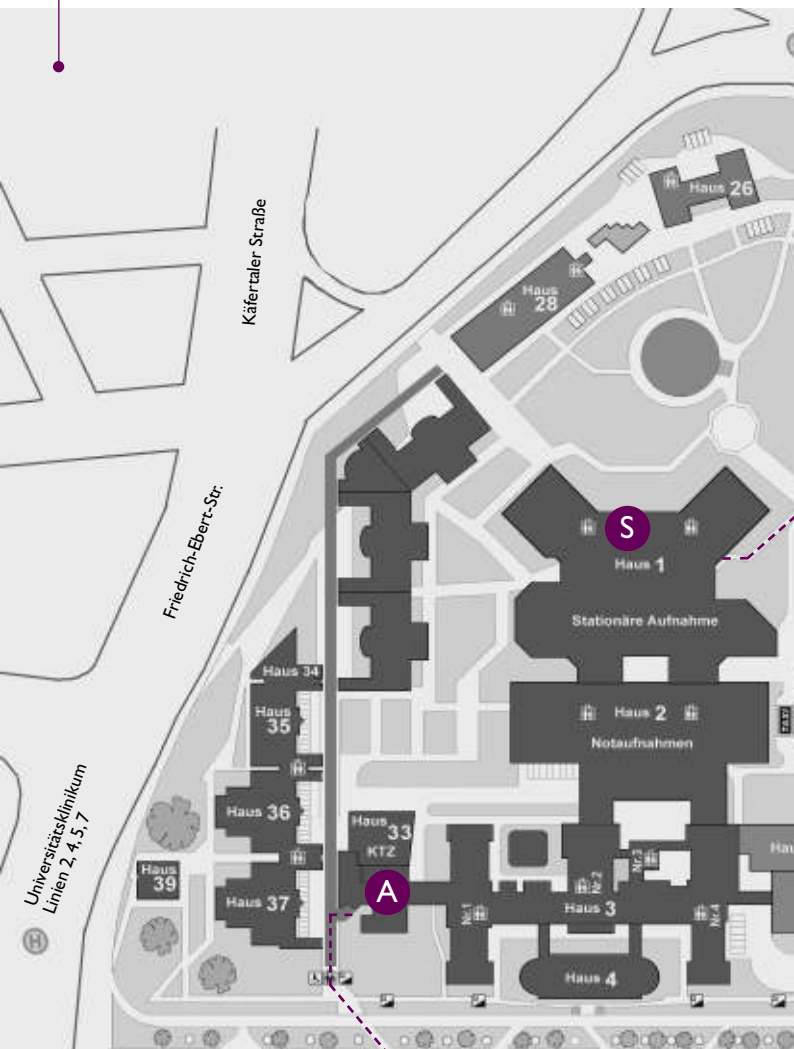 Haus 26
Käfertaler Straße
Haus
28
Friedrich-Ebert-Str.
S
Haus 1
Stationäre Aufnahme
Haus 34
Haus
35
Haus 2
TAXI
Notaufnahmen
Universitätsklinikum
Linien 2, 4, 5, 7
Haus 36
Haus
33
KTZ
Hau
Nr.3
Haus
39
Nr.2
A
Haus 37
Nr.1
Haus 3
Nr.4
H
Haus 4